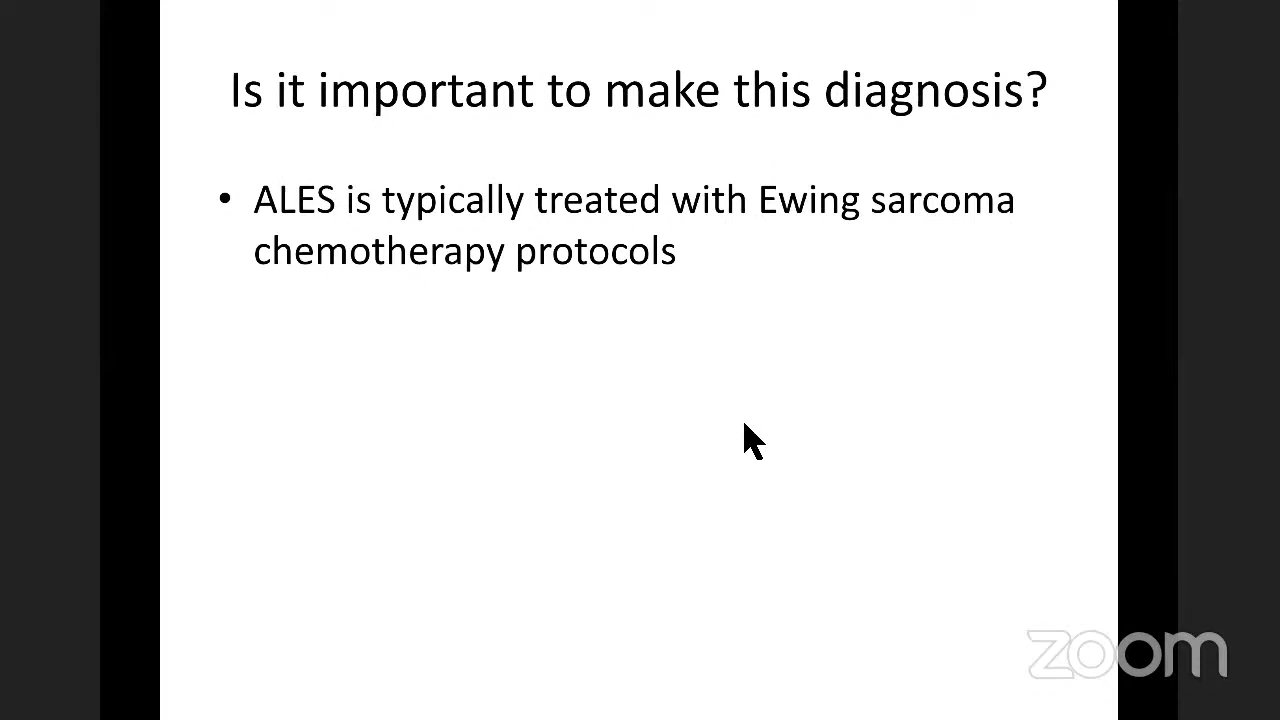 Is it important to make this diagnosis?
• ALES is typically treated with Ewing sarcoma
chemotherapy protocols
zoom